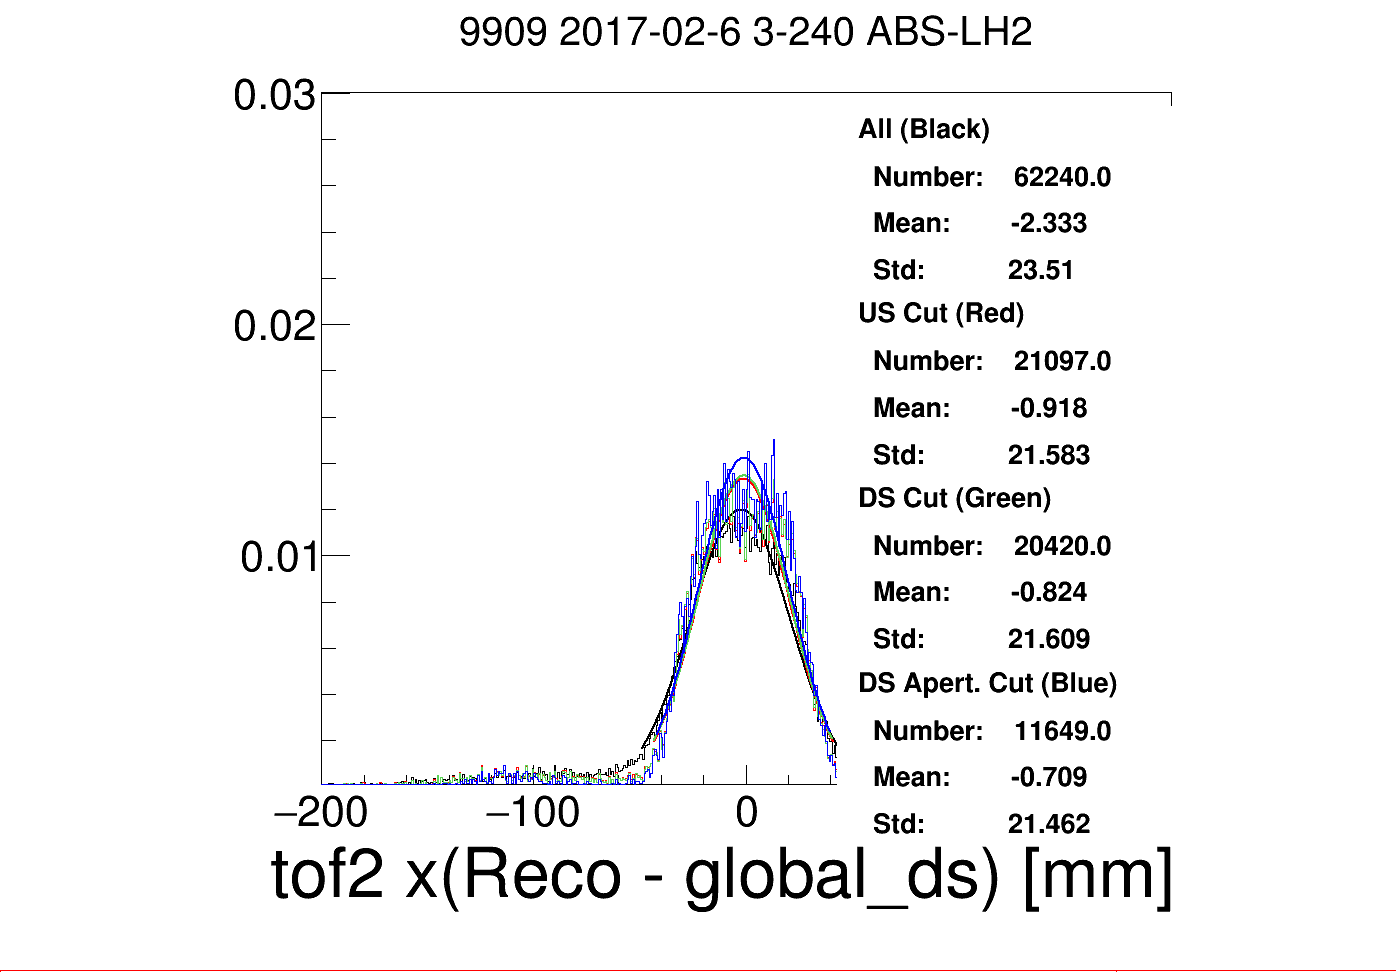 9909 2017-02-6 3-240 ABS-LH2
0.03
0.02
0.01
−200
−100
0
tof2 x(Reco - global_ds) [mm]
All (Black)
Number: 62240.0
Mean: -2.333
Std: 23.51
US Cut (Red)
Number: 21097.0
Mean: -0.918
Std: 21.583
DS Cut (Green)
Number: 20420.0
Mean: -0.824
Std: 21.609
DS Apert. Cut (Blue)
Number: 11649.0
Mean: -0.709
Std: 21.462